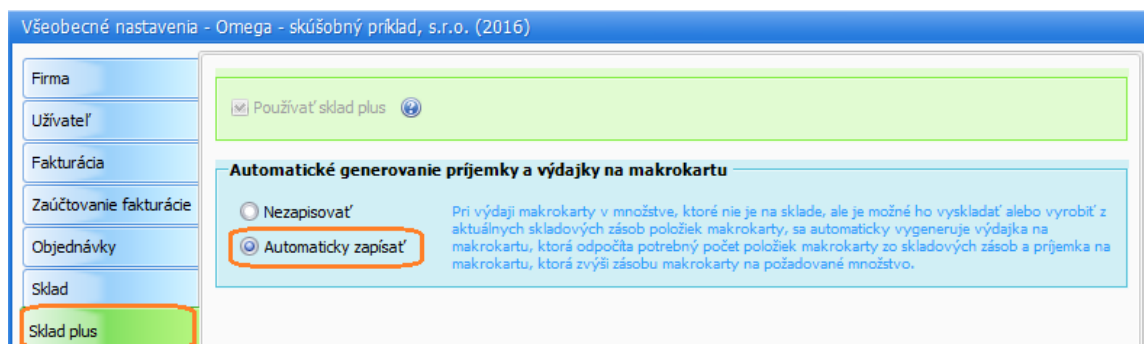 Všeobecné nastavenia - Omega - skúšobný príklad, s.r.o. (2016)
Firma
Užívateľ
Fakturácia
Zaúčtovanie fakturácie
Objednávky
Sklad
Sklad plus
Používať sklad plus
Automatické generovanie príjemky a výdajky na makrokartu
Nezapisovať
Automaticky zapísať
Pri výdaji makrokarty v množstve, ktoré nie je na sklade, ale je možné ho vyskladať alebo vyrobiť z
aktuálnych skladových zásob položiek makrokarty, sa automaticky vygeneruje výdajka na
makrokartu, ktorá odpočíta potrebný počet položiek makrokarty zo skladových zásob a príjemka na
makrokartu, ktorá zvýši zásobu makrokarty na požadované množstvo.